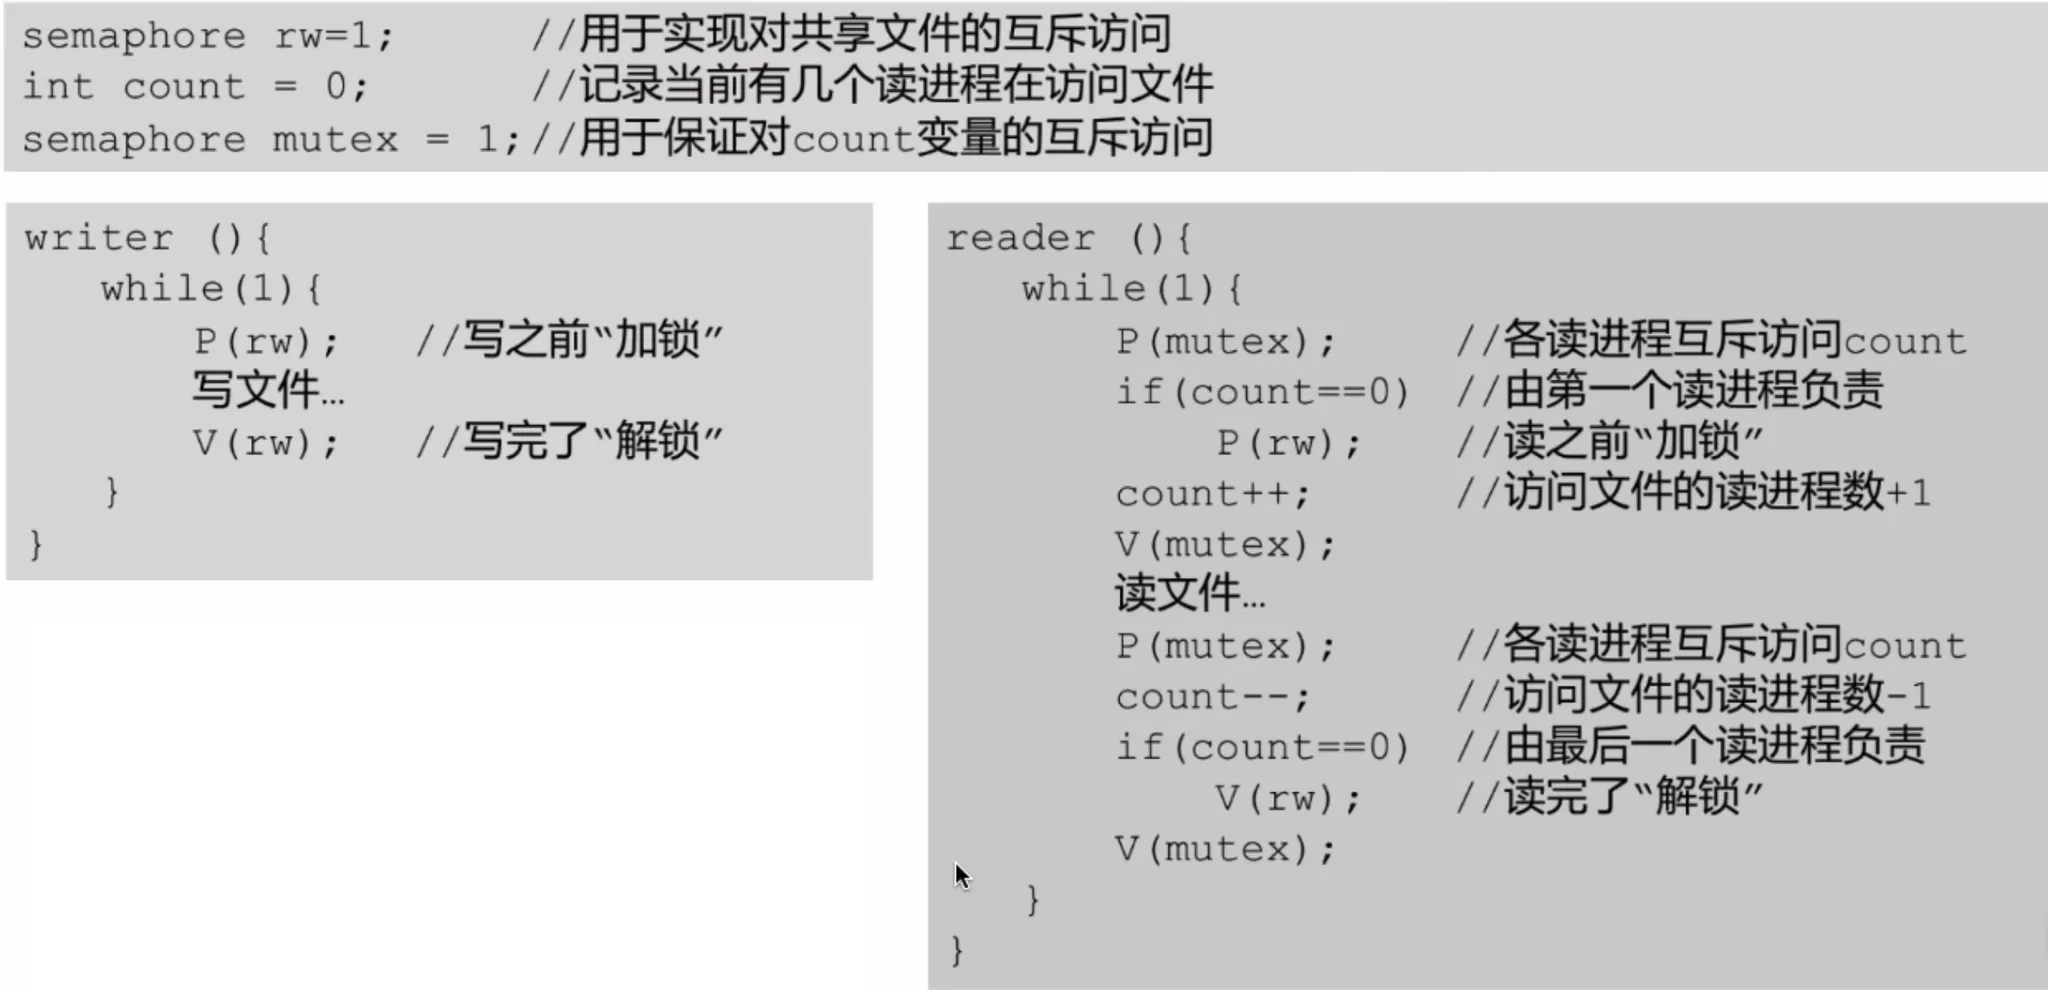 semaphore rw=1;      //用于实现对共享文件的互斥访问
int count = 0;       //记录当前有几个读进程在访问文件
semaphore mutex = 1;//用于保证对count变量的互斥访问
writer (){
while(1){
P(rw);   //写之前“加锁”
写文件…
V(rw);   //写完了“解锁”
}
}
reader (){
while(1){
P(mutex);     //各读进程互斥访问count
if(count==0)  //由第一个读进程负责
P(rw);    //读之前“加锁”
count++;      //访问文件的读进程数+1
V(mutex);
读文件…
P(mutex);     //各读进程互斥访问count
count--;      //访问文件的读进程数-1
if(count==0)  //由最后一个读进程负责
V(rw);    //读完了“解锁”
V(mutex);
}
}